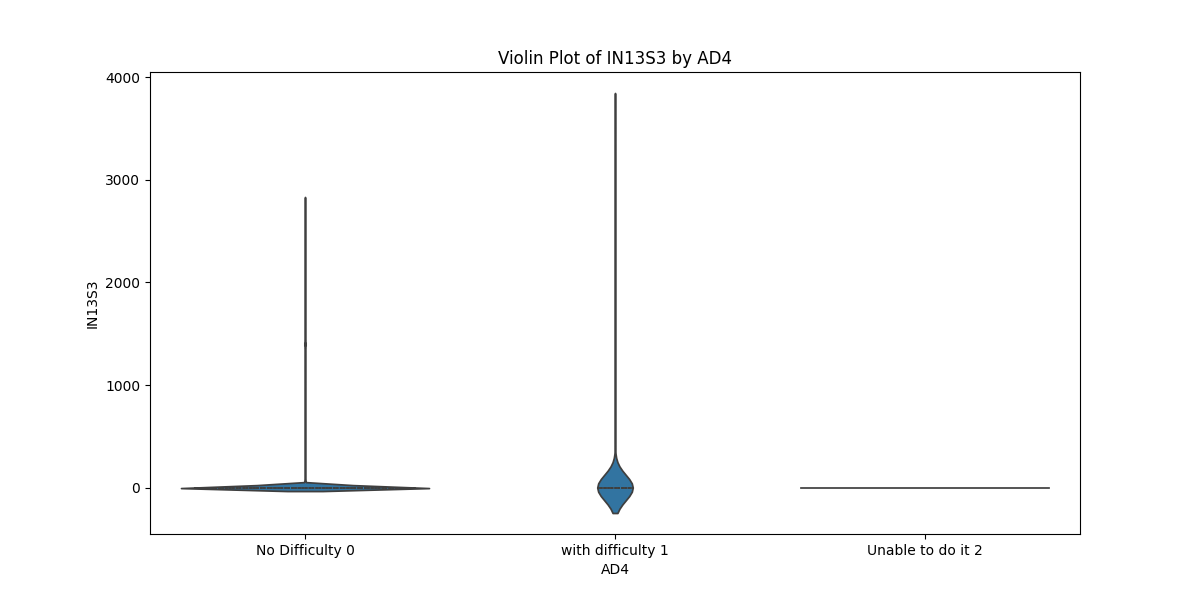 Violin Plot of IN13S3 by AD4
4000
3000
2000
1000
0
IN13S3
No Difficulty 0
with difficulty 1
Unable to do it 2
AD4